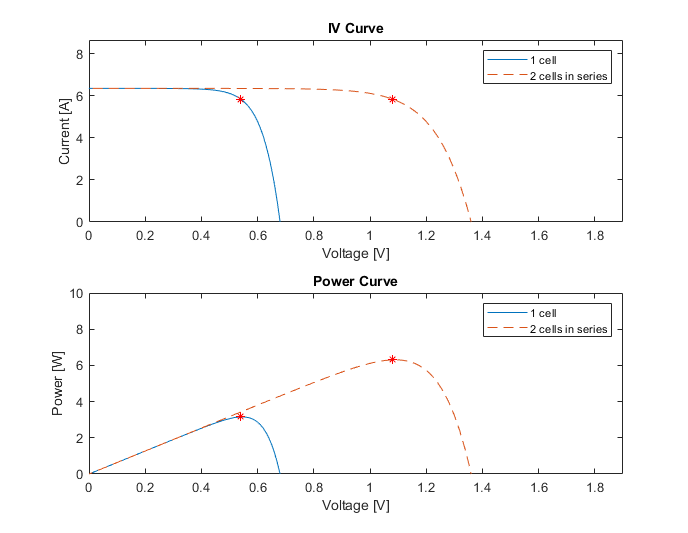 IV Curve
8
6
4
2
0
Current [A]
1 cell
2 cells in series
0 0.2 0.4 0.6 0.8 1 1.2 1.4 1.6 1.8
Voltage [V]
Power Curve
10
8
6
4
2
0
Power [W]
1 cell
2 cells in series
0 0.2 0.4 0.6 0.8 1 1.2 1.4 1.6 1.8
Voltage [V]